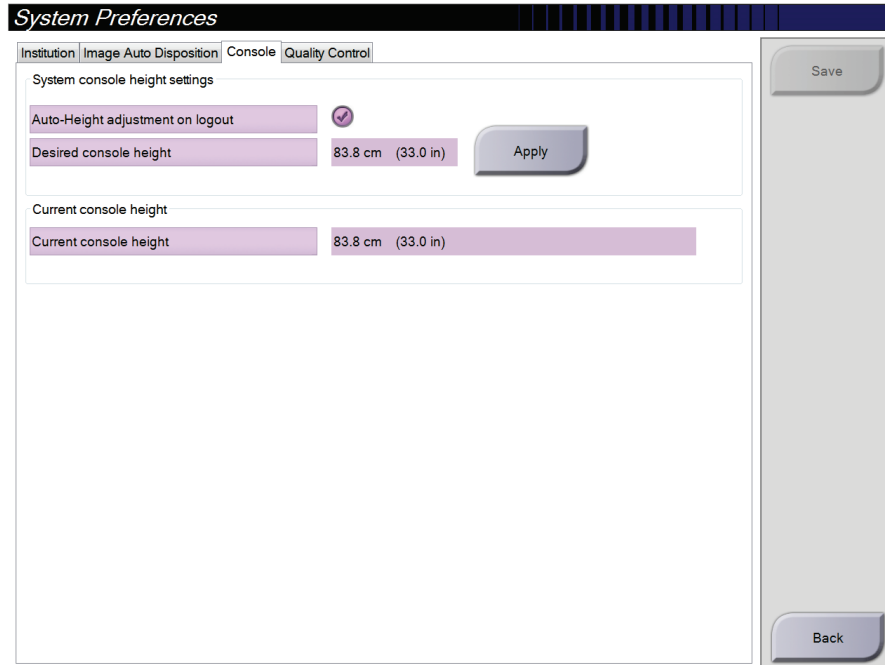 System Preferences
Institution Image Auto Disposition Console Quality Control
Save
System console height settings
Auto-Height adjustment on logout
Desired console height 83.8 cm (33.0 in) Apply
Current console height
Current console height 83.8 cm (33.0 in)
Back